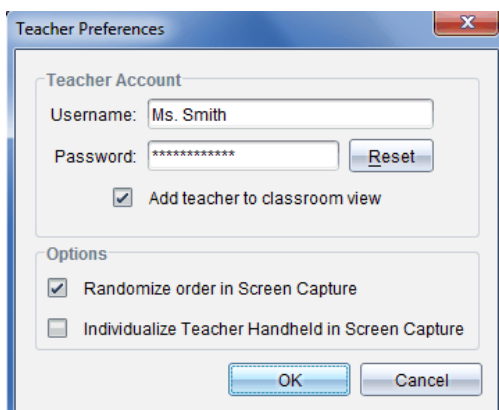 Teacher Preferences
Teacher Account
Username: Ms. Smith
Password: ************ Reset
Add teacher to classroom view
Options
Randomize order in Screen Capture
Individualize Teacher Handheld in Screen Capture
OK Cancel